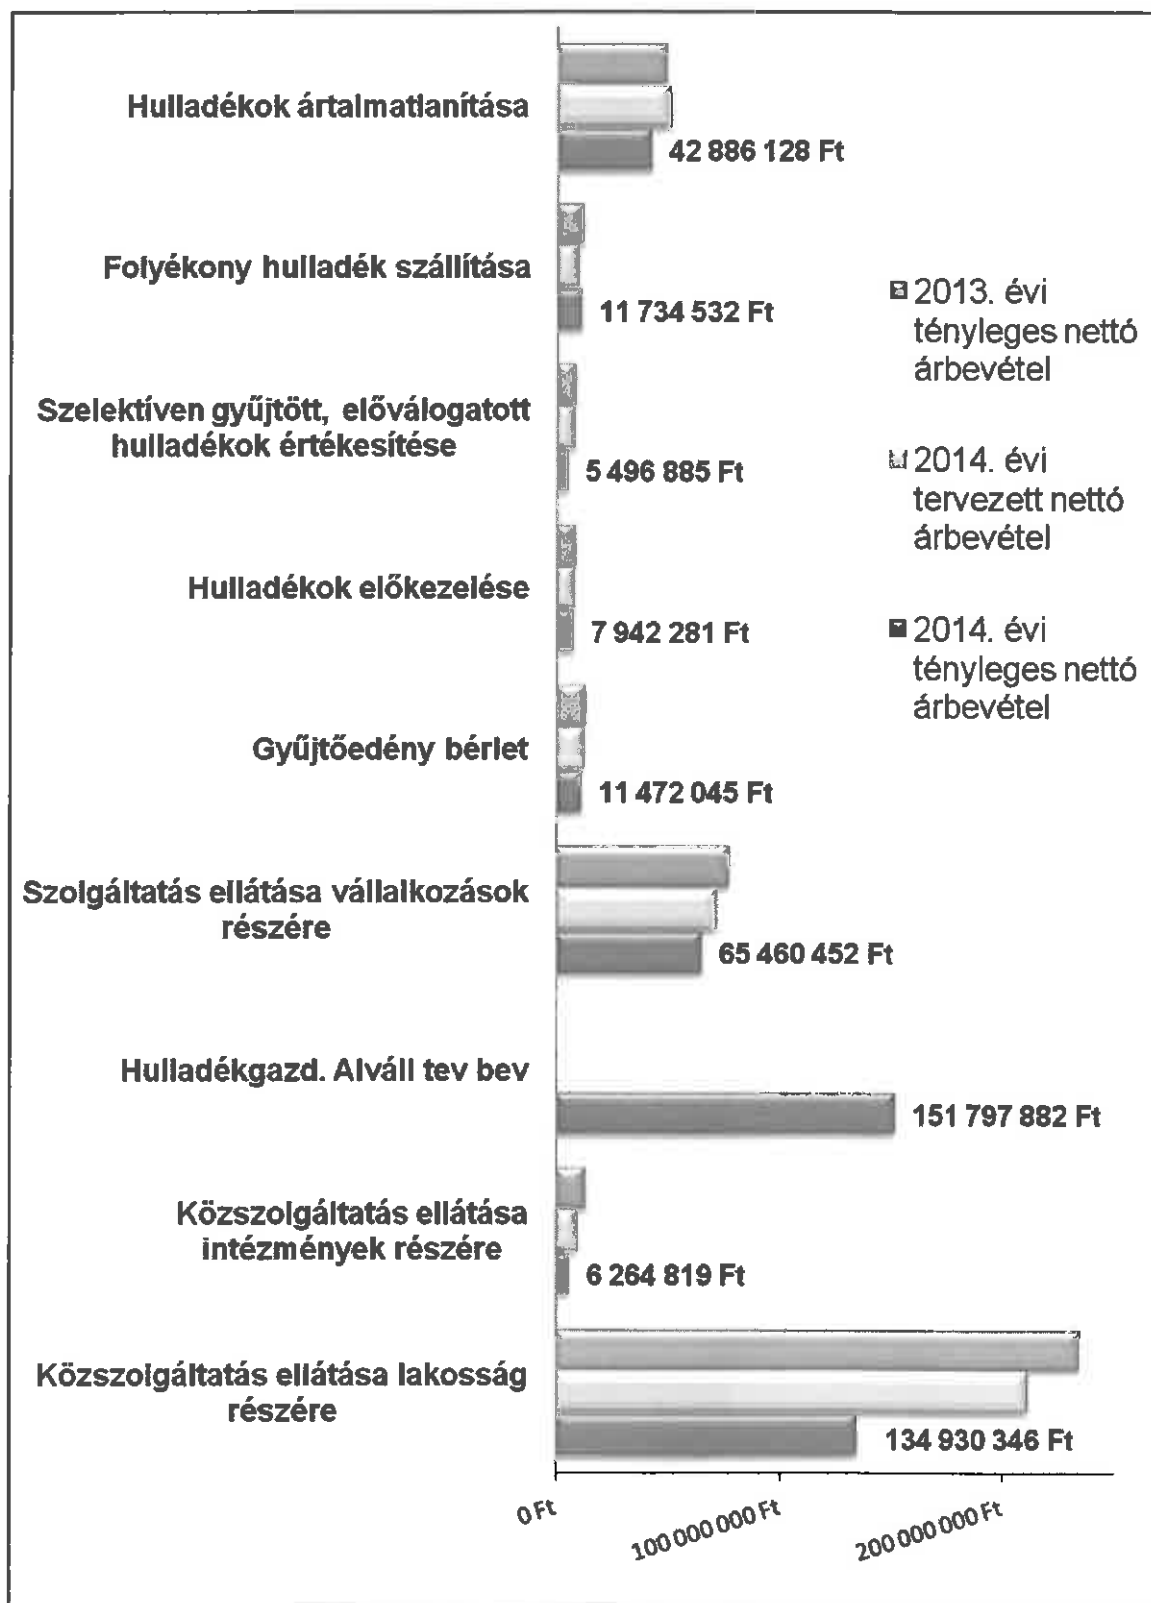 Hulladékok ártalmatlanítása
42 886 128 Ft
Folyékony hulladék szállítása
11 734 532 Ft
Szelektíven gyűjtött, előválogatott
hulladékok értékesítése
5 496 885 Ft
Hulladékok előkezelése
7 942 281 Ft
Gyűjtőedény bérlet
11 472 045 Ft
Szolgáltatás ellátása vállalkozások
részére
65 460 452 Ft
Hulladékgazd. Alváll tev bev
151 797 882 Ft
Közszolgáltatás ellátása
intézmények részére
6 264 819 Ft
Közszolgáltatás ellátása lakosság
részére
134 930 346 Ft
0 Ft
100 000 000 Ft
200 000 000 Ft
2013. évi
tényleges nettó
árbevétel
2014. évi
tervezett nettó
árbevétel
2014. évi
tényleges nettó
árbevétel